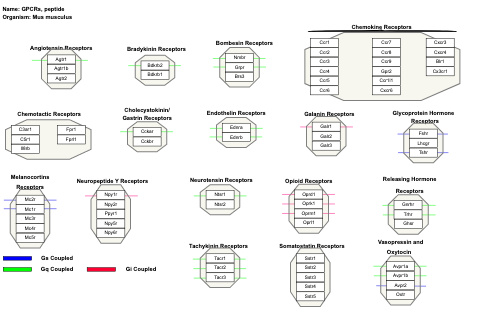 Name: GPCRs, peptide
Organism: Mus musculus
Angiotensin Receptors
Agtr1
Agtr1b
Agtr2
Bradykinin Receptors
Bdkrb2
Bdkrb1
Bombesin Receptors
Nmbr
Grpr
Brs3
Chemokine Receptors
Ccr1
Ccr2
Ccr3
Ccr4
Ccr5
Ccr6
Ccr7
Ccr8
Ccr9
Gpr2
Cxcr6
Cxcr3
Blr1
Cx3cr1
Chemotactic Receptors
C3ar1
C5r1
Fpr1
Cholecystokinin/
Gastrin Receptors
Cckar
Cckbr
Endothelin Receptors
Ednra
Ednrb
Galanin Receptors
Galr1
Galr2
Galr3
Glycoprotein Hormone
Receptors
Fshr
Lhcgr
Tshr
Melanocortins
Receptors
Mc2r
Mc1r
Mc3r
Mc4r
Mc5r
Neuropeptide Y Receptors
Npy1r
Npy2r
Ppyr1
Npy5r
Npy6r
Neurotensin Receptors
Ntsr1
Ntsr2
Opioid Receptors
Oprd1
Oprk1
Oprm1
Oprl1
Releasing Hormone
Receptors
Gnrhr
Trhr
Ghsr
Tachykinin Receptors
Tacr1
Tacr2
Tacr3
Somatostatin Receptors
Sstr1
Sstr2
Sstr3
Sstr4
Sstr5
Vasopressin and
Oxytocin
Avpr1a
Avpr1b
Avpr2
Oxtr
Ga Coupled
Gq Coupled
Gi Coupled